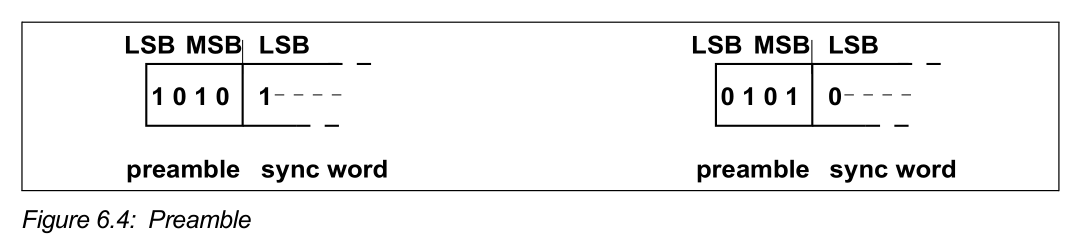 LSB MSB LSB LSB MSB LSB
1 0 1 0 1 0 1 0 1 0
preamble sync word preamble sync word
Figure 6.4: Preamble